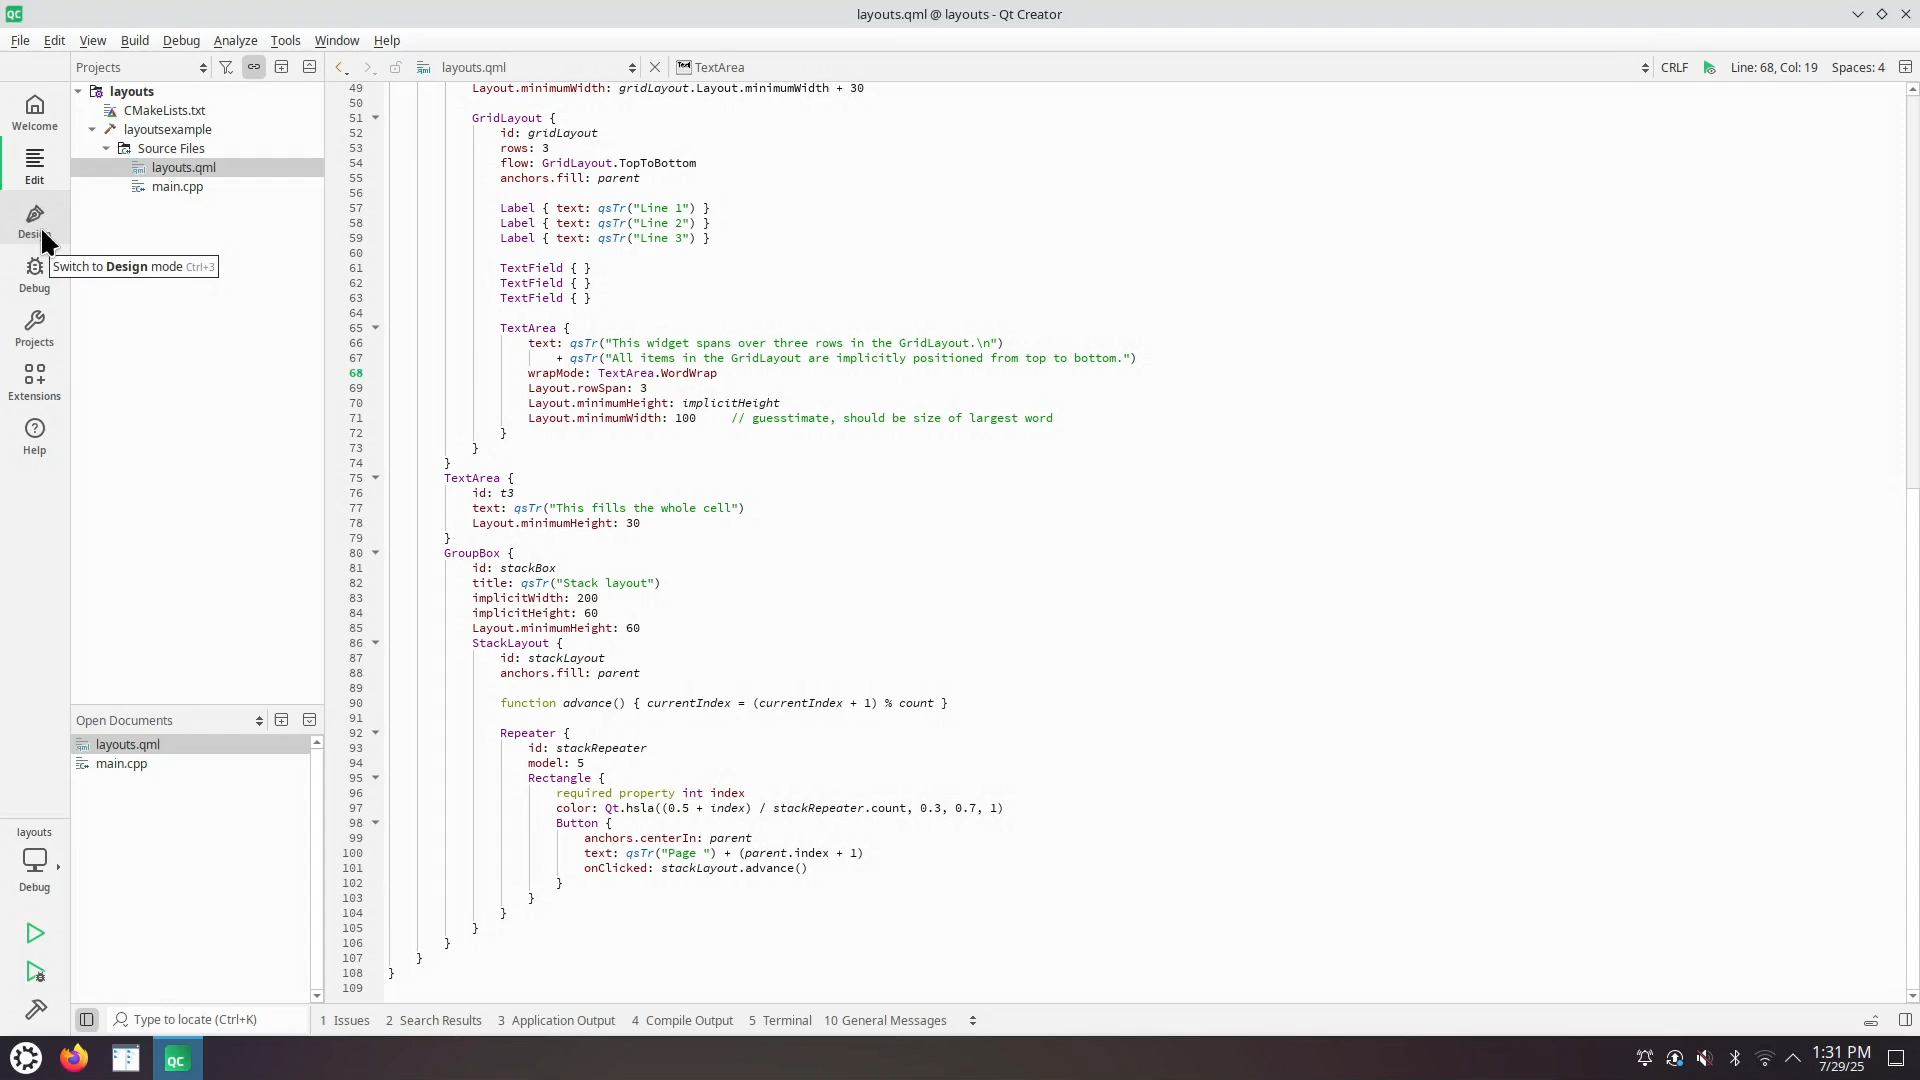 layouts.qml @ layouts - Qt Creator
File Edit View Build Debug Analyze Tools Window Help
Projects
layouts.qml
TextArea
CRLF
Line: 68, Col: 19
Spaces: 4
Welcome
Edit
Design
Debug
Projects
Extensions
Help
layouts
CMakeLists.txt
layoutsexample
Source Files
layouts.qml
main.cpp
Switch to Design mode Ctrl+3
49 Layout.minimumWidth: gridLayout.Layout.minimumWidth + 30
50
51 GridLayout {
52 id: gridLayout
53 rows: 3
54 flow: GridLayout.TopToBottom
55 anchors.fill: parent
56
57 Label { text: qsTr("Line 1") }
58 Label { text: qsTr("Line 2") }
59 Label { text: qsTr("Line 3") }
60
61 TextField { }
62 TextField { }
63 TextField { }
64
65 TextArea {
66 text: qsTr("This widget spans over three rows in the GridLayout.\n")
67 + qsTr("All items in the GridLayout are implicitly positioned from top to bottom.")
68 wrapMode: TextArea.WordWrap
69 Layout.rowSpan: 3
70 Layout.minimumHeight: implicitHeight
71 Layout.minimumWidth: 100 // guesstimate, should be size of largest word
72 }
73 }
74 }
75 TextArea {
76 id: t3
77 text: qsTr("This fills the whole cell")
78 Layout.minimumHeight: 30
79 }
80 GroupBox {
81 id: stackBox
82 title: qsTr("Stack layout")
83 implicitWidth: 200
84 implicitHeight: 60
85 Layout.minimumHeight: 60
86 StackLayout {
87 id: stackLayout
88 anchors.fill: parent
89
90 function advance() { currentIndex = (currentIndex + 1) % count }
91
92 Repeater {
93 id: stackRepeater
94 model: 5
95 Rectangle {
96 required property int index
97 color: Qt.hsla((0.5 + index) / stackRepeater.count, 0.3, 0.7, 1)
98 Button {
99 anchors.centerIn: parent
100 text: qsTr("Page ") + (parent.index + 1)
101 onClicked: stackLayout.advance()
102 }
103 }
104 }
105 }
106 }
107 }
108 }
109
Open Documents
layouts.qml
main.cpp
layouts
Debug
Type to locate (Ctrl+K)
1 Issues 2 Search Results 3 Application Output 4 Compile Output 5 Terminal 10 General Messages
QC
QC
1:31 PM
7/29/25